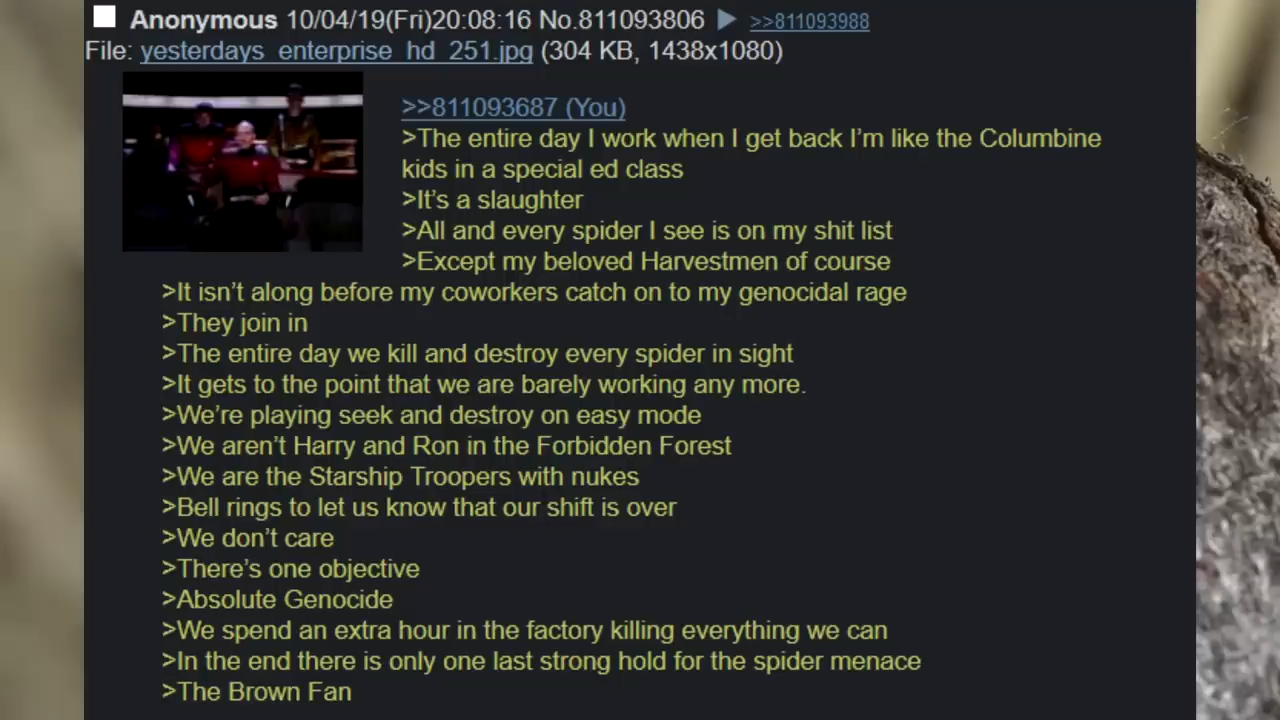 Anonymous 10/04/19(Fri)20:08:16 No.811093806 ▶ >>811093988
File: yesterdays_enterprise_hd_251.jpg (304 KB, 1438x1080)
>>811093687 (You)
>The entire day I work when I get back I’m like the Columbine
kids in a special ed class
>It’s a slaughter
>All and every spider I see is on my shit list
>Except my beloved Harvestmen of course
>It isn’t along before my coworkers catch on to my genocidal rage
>They join in
>The entire day we kill and destroy every spider in sight
>It gets to the point that we are barely working any more.
>We’re playing seek and destroy on easy mode
>We aren’t Harry and Ron in the Forbidden Forest
>We are the Starship Troopers with nukes
>Bell rings to let us know that our shift is over
>We don’t care
>There’s one objective
>Absolute Genocide
>We spend an extra hour in the factory killing everything we can
>In the end there is only one last strong hold for the spider menace
>The Brown Fan